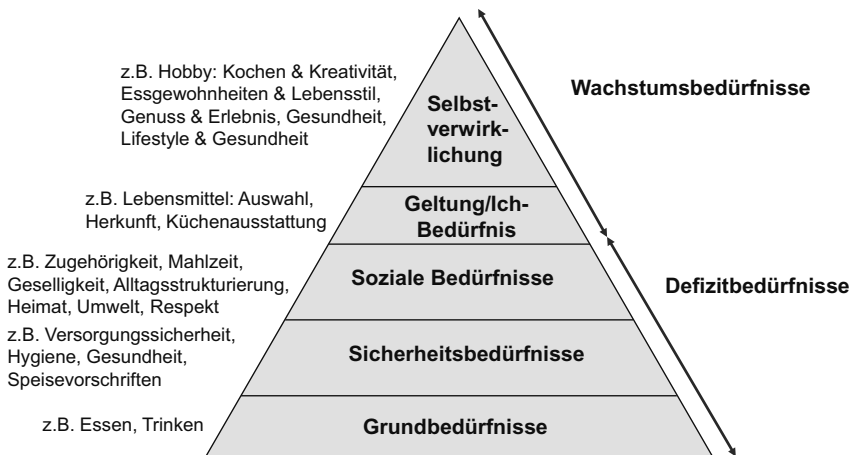 z.B. Hobby: Kochen & Kreativität,
Essgewohnheiten & Lebensstil,
Genuss & Erlebnis, Gesundheit,
Lifestyle & Gesundheit
Selbst-
verwirk-
lichung
Wachstumsbedürfnisse
z.B. Lebensmittel: Auswahl,
Herkunft, Küchenausstattung
Geltung/Ich-
Bedürfnis
z.B. Zugehörigkeit, Mahlzeit,
Geselligkeit, Alltagsstrukturierung,
Heimat, Umwelt, Respekt
Soziale Bedürfnisse
Defizitbedürfnisse
z.B. Versorgungssicherheit,
Hygiene, Gesundheit,
Speisevorschriften
Sicherheitsbedürfnisse
z.B. Essen, Trinken
Grundbedürfnisse